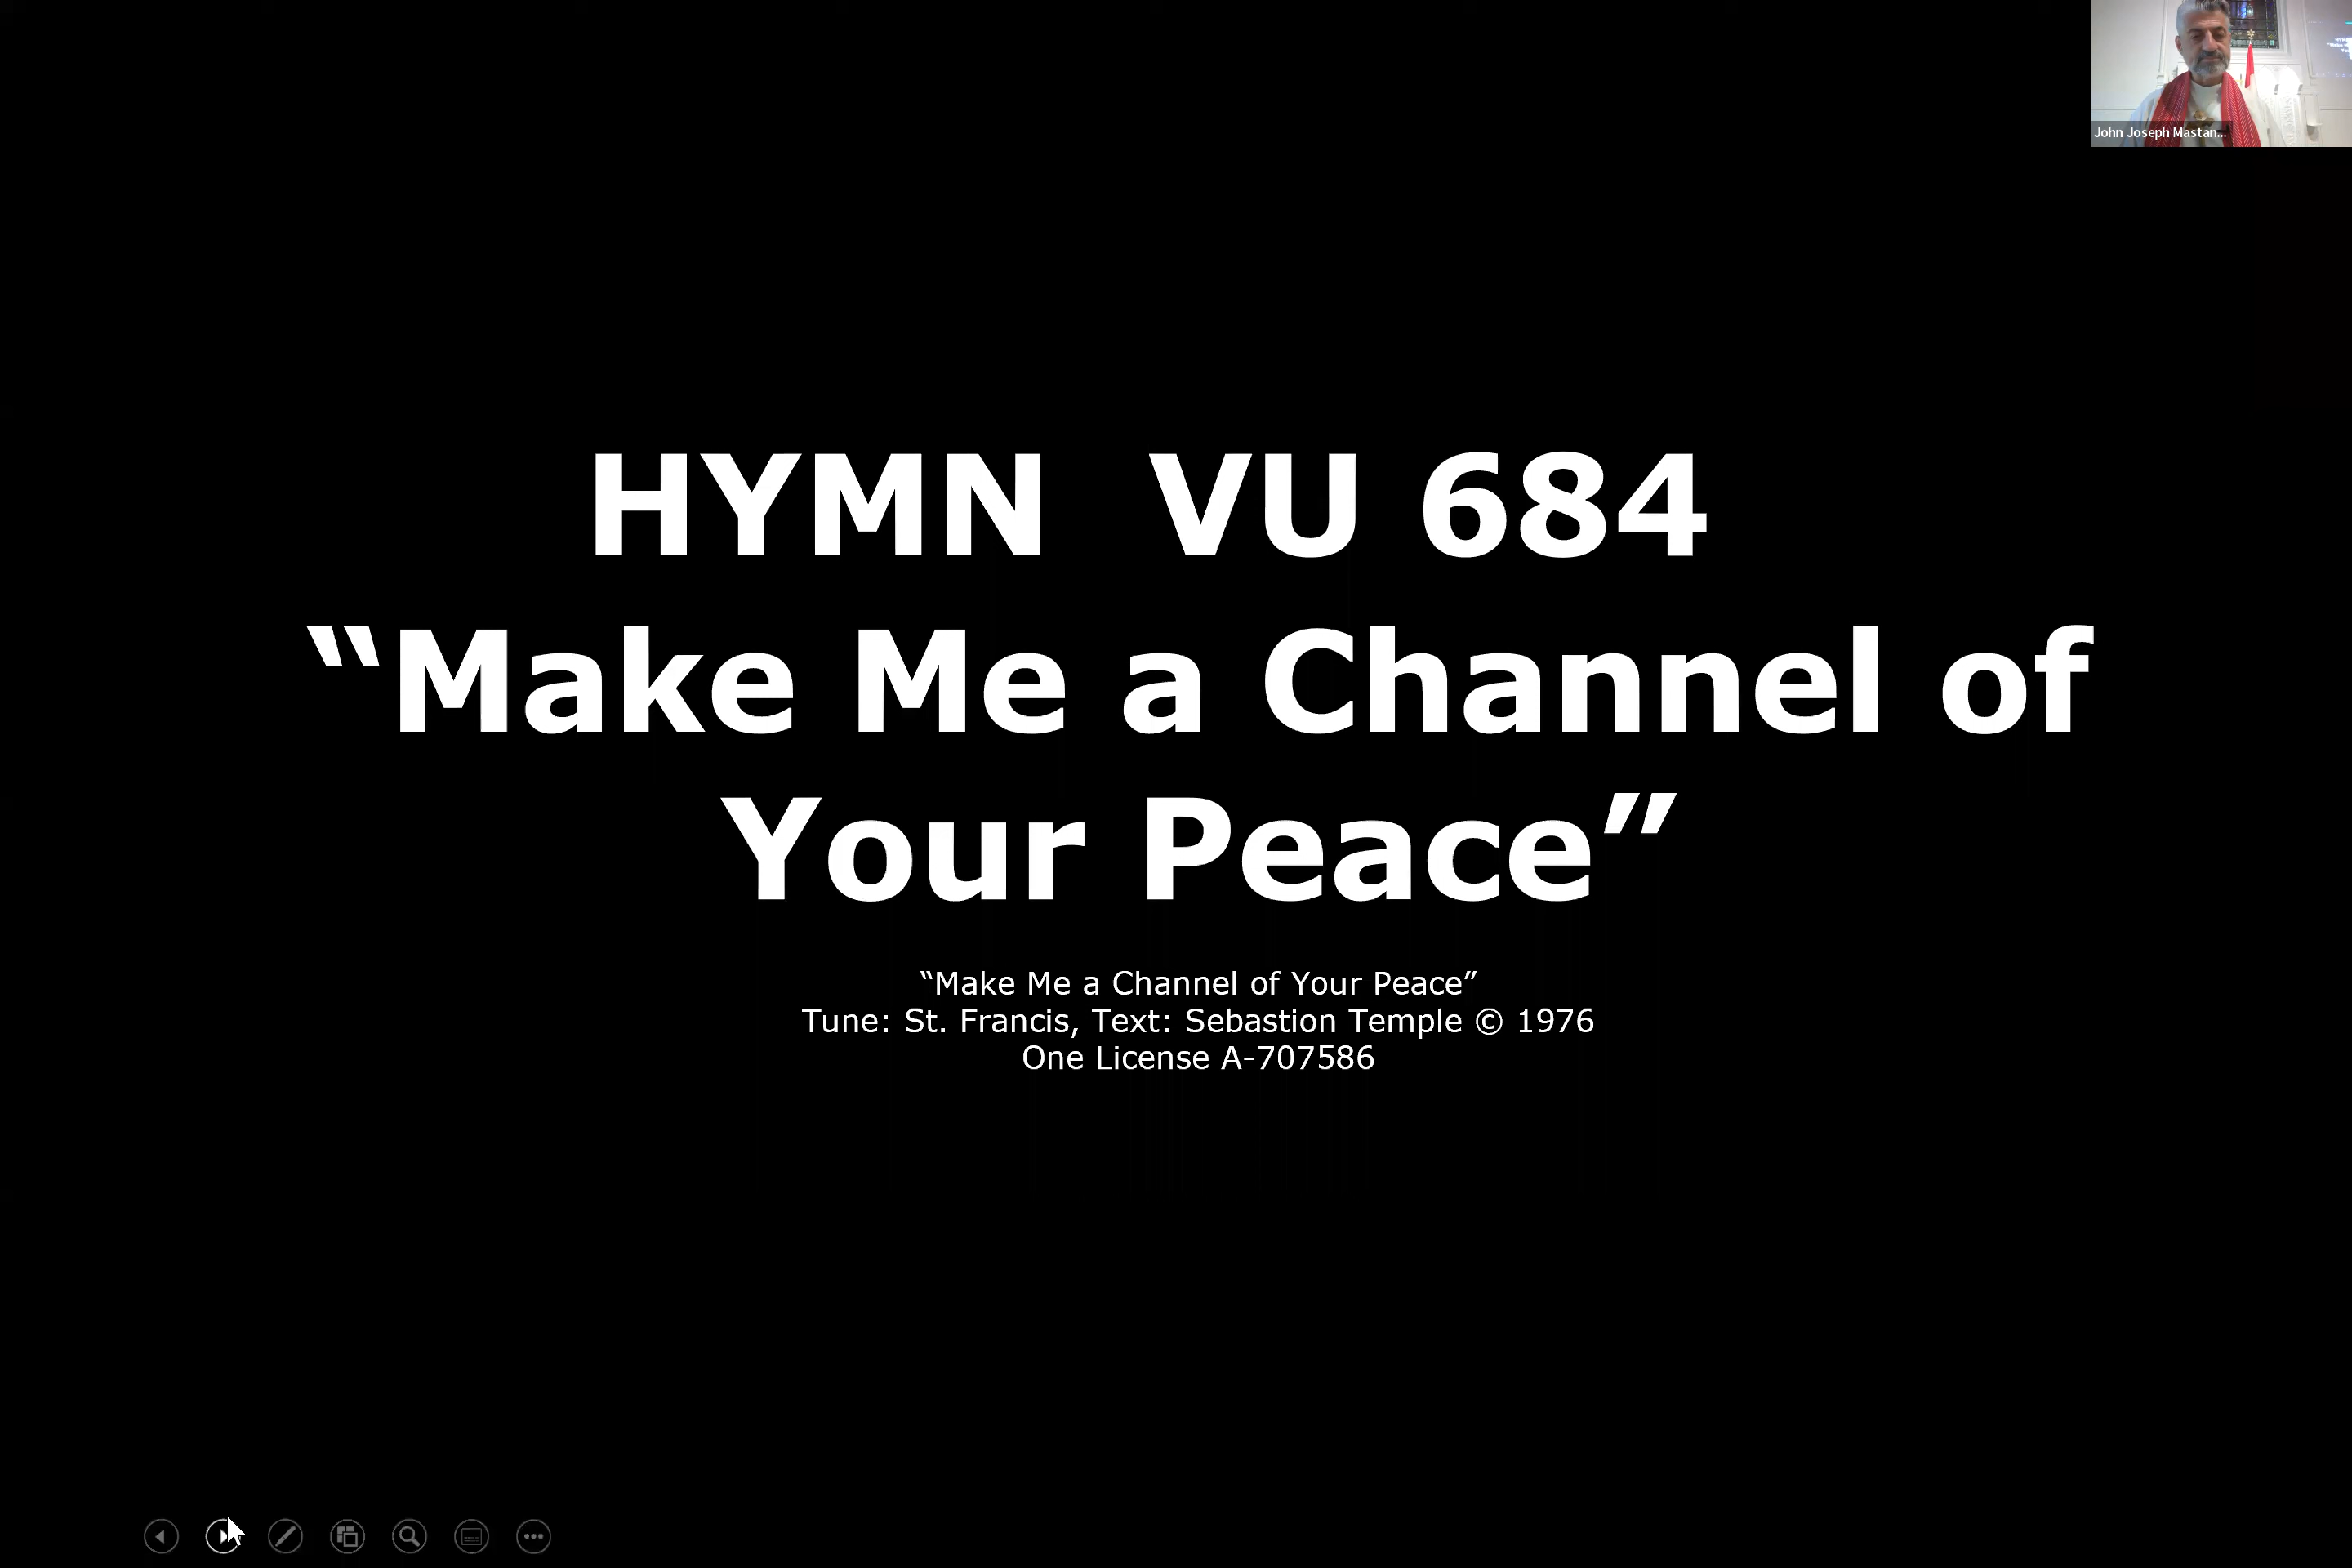 John Joseph Mastan...
HYMN  VU 684
“Make Me a Channel of
Your Peace”
“Make Me a Channel of Your Peace”
Tune: St. Francis, Text: Sebastion Temple © 1976
One License A-707586